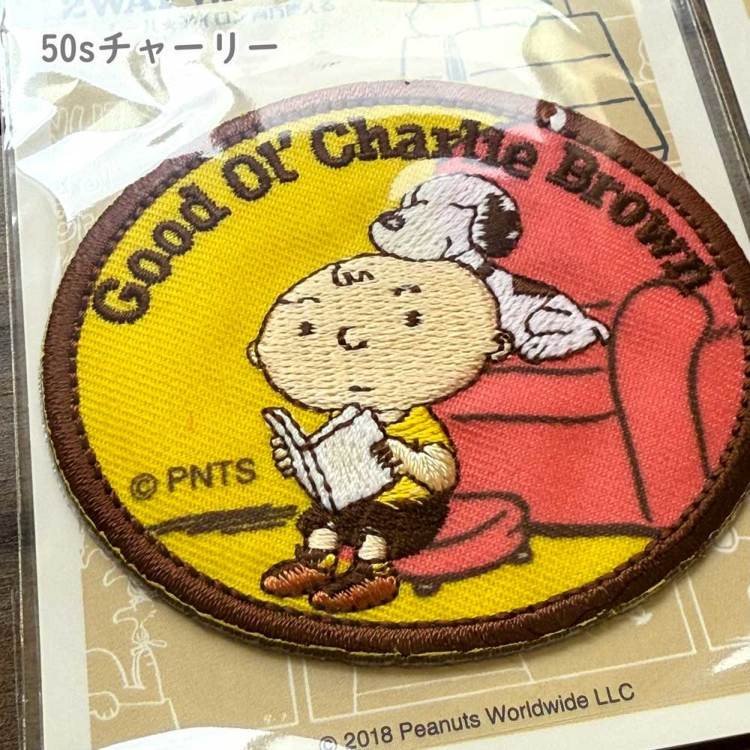 50sチャーリー
Good Ol' Charlie Brown
© PNTS
© 2018 Peanuts Worldwide LLC